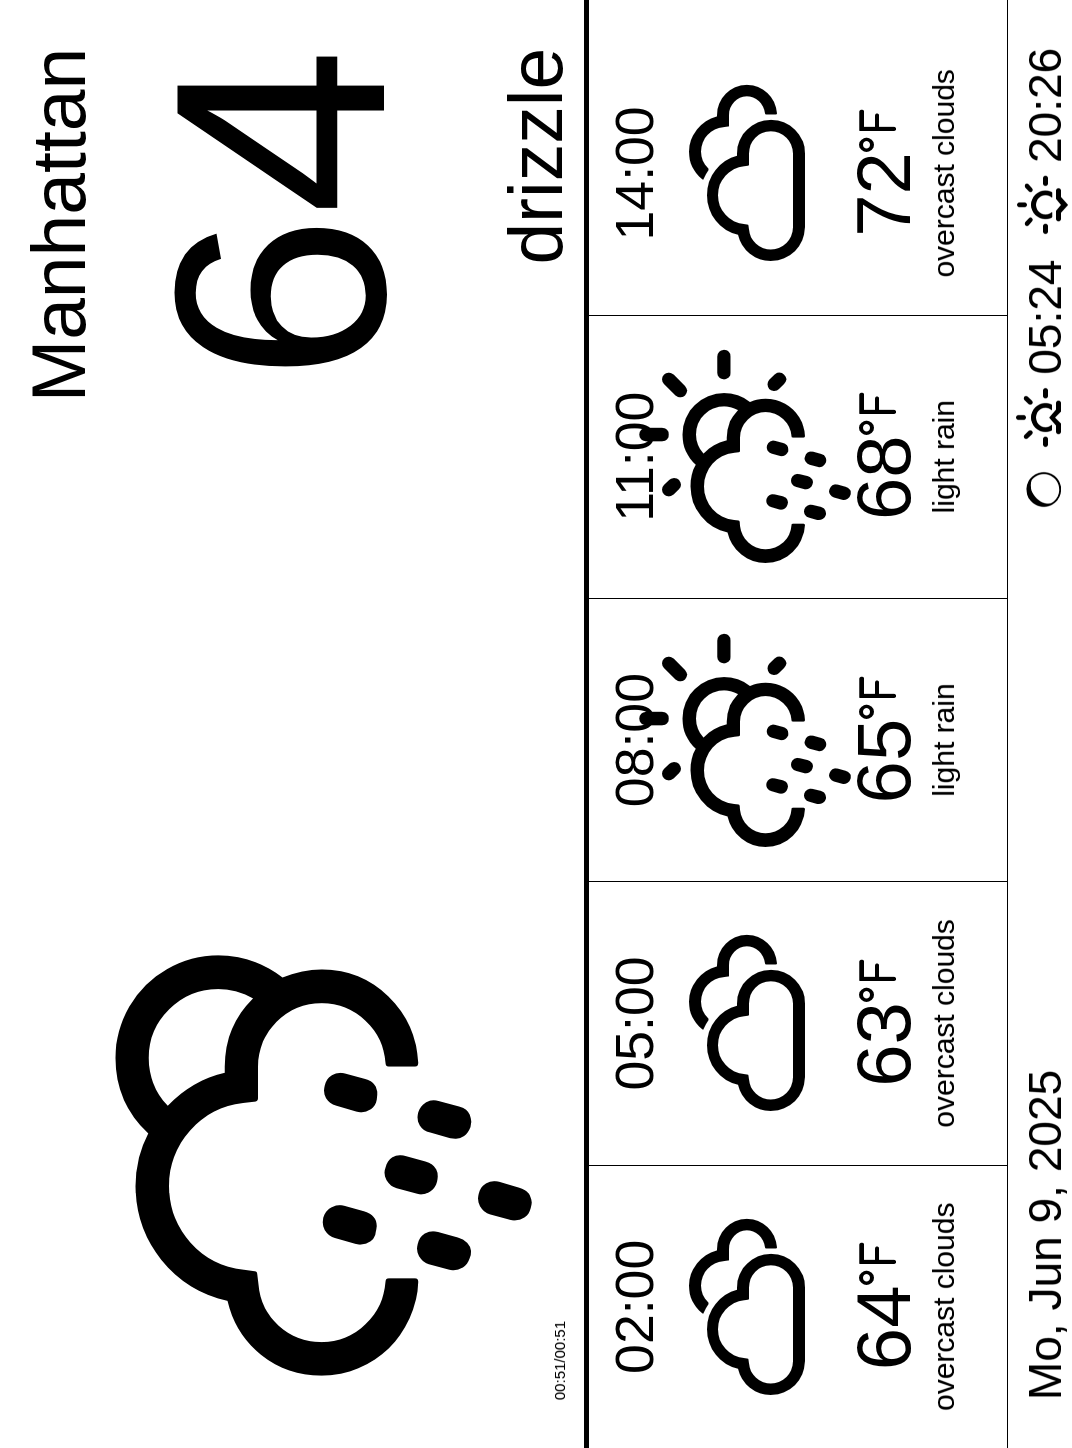 Manhattan
64
drizzle
00:51/00:51
02:00 05:00 08:00 11:00 14:00
64°F 63°F 65°F 68°F 72°F
overcast clouds overcast clouds light rain light rain overcast clouds
Mo, Jun 9, 2025 05:24 20:26